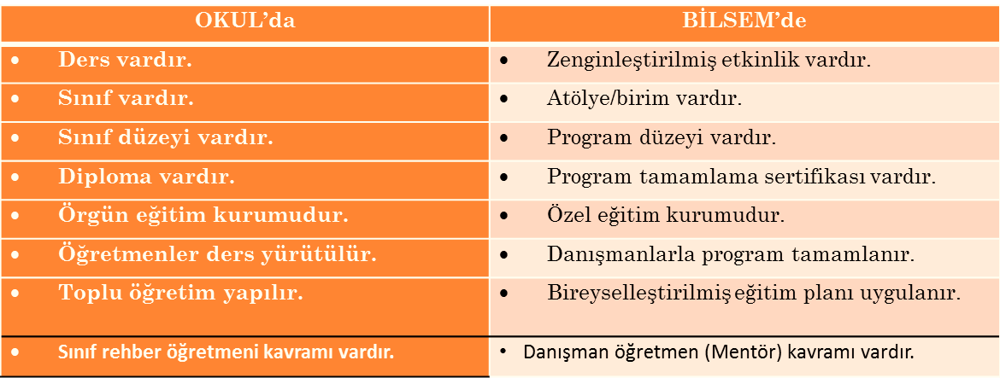 OKUL’da
BİLSEM’de
• Ders vardır.
• Zenginleştirilmiş etkinlik vardır.
• Sınıf vardır.
• Atölye/birim vardır.
• Sınıf düzeyi vardır.
• Program düzeyi vardır.
• Diploma vardır.
• Program tamamlama sertifikası vardır.
• Örgün eğitim kurumudur.
• Özel eğitim kurumudur.
• Öğretmenler ders yürütülür.
• Danışmanlarla program tamamlanır.
• Toplu öğretim yapılır.
• Bireyselleştirilmiş eğitim planı uygulanır.
• Sınıf rehber öğretmeni kavramı vardır.
• Danışman öğretmen (Mentör) kavramı vardır.